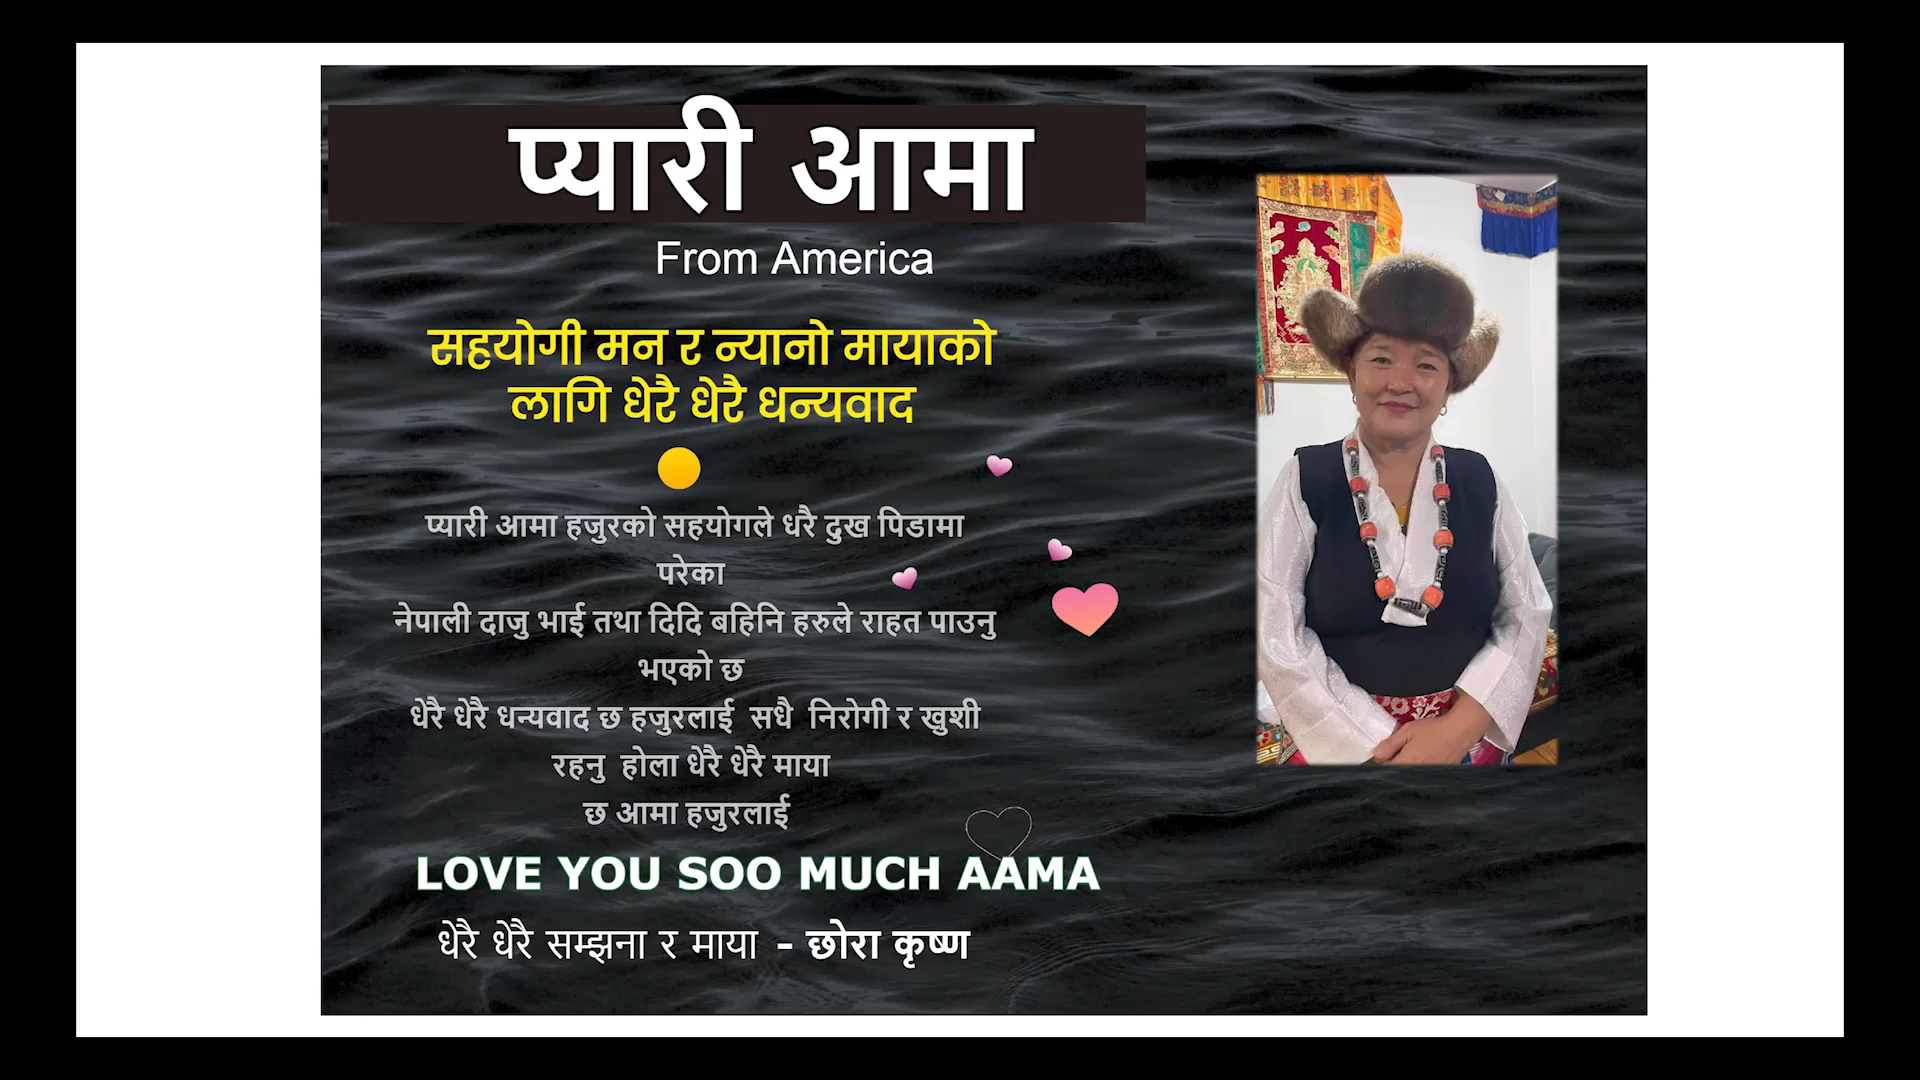 प्यारी आमा
From America
सहयोगी मन र न्यानो मायाको
लागि धेरै धेरै धन्यवाद
प्यारी आमा हजुरको सहयोगले धरै दुख पिडामा
परेका
नेपाली दाजु भाई तथा दिदि बहिनि हरुले राहत पाउनु
भएको छ
धेरै धेरै धन्यवाद छ हजुरलाई सधै निरोगी र खुशी
रहनु होला धेरै धेरै माया
छ आमा हजुरलाई
LOVE YOU SOO MUCH AAMA
धेरै धेरै सम्झना र माया - छोरा कृष्ण